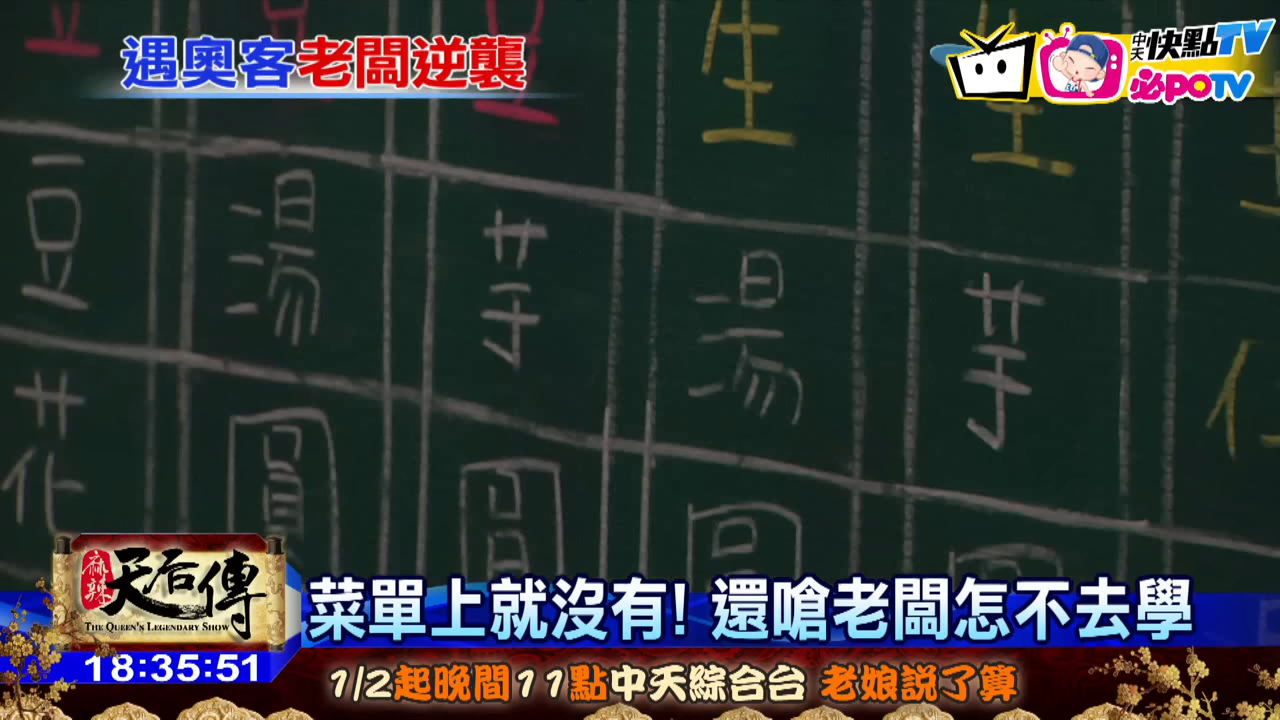 遇奧客老闆逆襲
中天快點TV
必POTV
豆 生 生
豆 湯 芋 湯 芋
花 圓 圓 圓
麻辣天后傳
THE QUEEN'S LEGENDARY SHOW
菜單上就沒有! 還嗆老闆怎不去學
18:35:51
1/2起晚間11點中天綜合台 老娘說了算